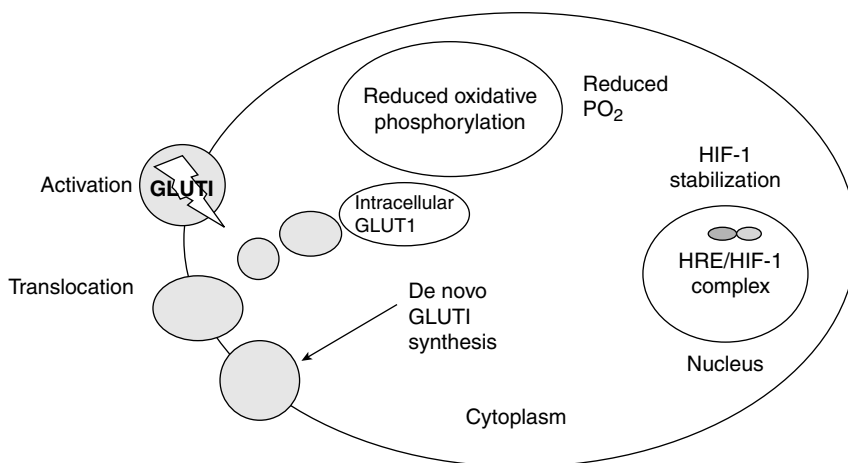 Reduced oxidative
phosphorylation
Reduced
PO₂
HIF-1
stabilization
Activation
GLUTI
Intracellular
GLUT1
HRE/HIF-1
complex
Translocation
De novo
GLUTI
synthesis
Nucleus
Cytoplasm